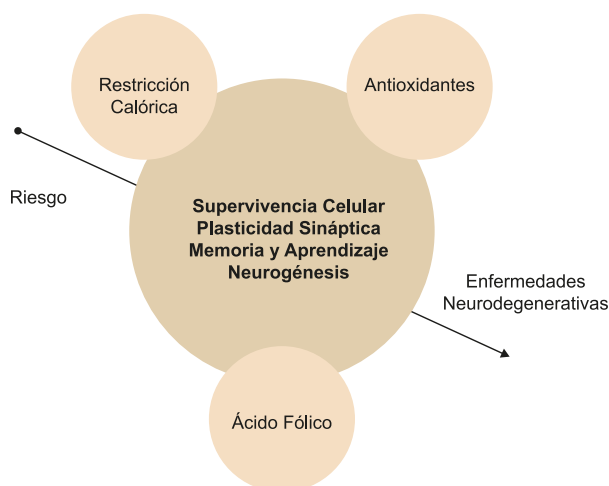 Restricción
Calórica
Antioxidantes
Riesgo
Supervivencia Celular
Plasticidad Sináptica
Memoria y Aprendizaje
Neurogénesis
Enfermedades
Neurodegenerativas
Ácido Fólico